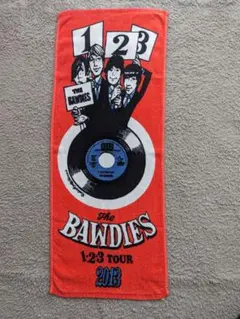 1 2 3
THE
BAWDIES
The
BAWDIES
1·2·3 TOUR
2013